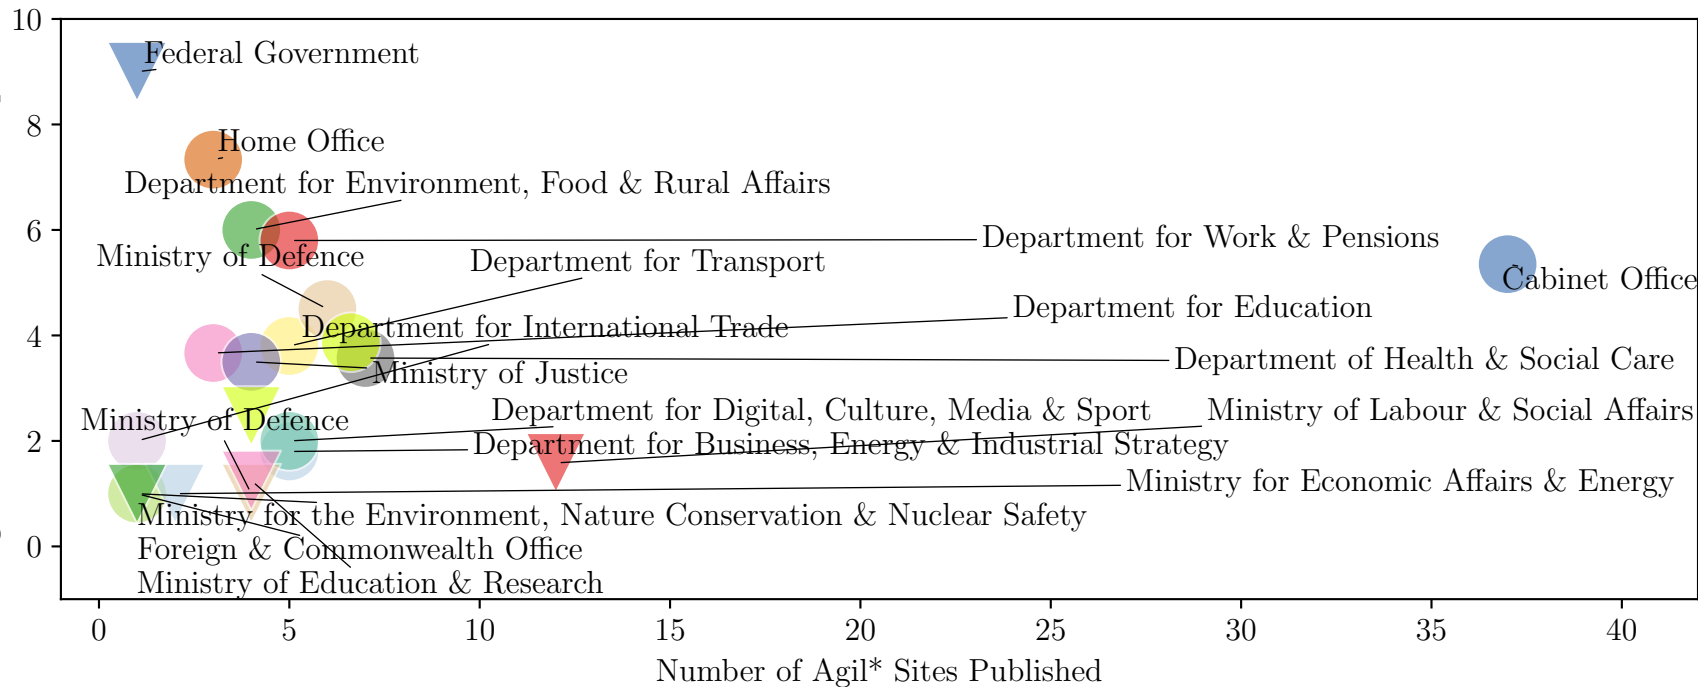 10
Federal Government
8
Home Office
Department for Environment, Food & Rural Affairs
6
Department for Work & Pensions
Ministry of Defence
Department for Transport
Cabinet Office
Department for Education
4
Department for International Trade
Department of Health & Social Care
Ministry of Justice
Department for Digital, Culture, Media & Sport
Ministry of Labour & Social Affairs
Ministry of Defence
2
Department for Business, Energy & Industrial Strategy
Ministry for Economic Affairs & Energy
Ministry for the Environment, Nature Conservation & Nuclear Safety
0
Foreign & Commonwealth Office
Ministry of Education & Research
0 5 10 15 20 25 30 35 40
Number of Agil* Sites Published